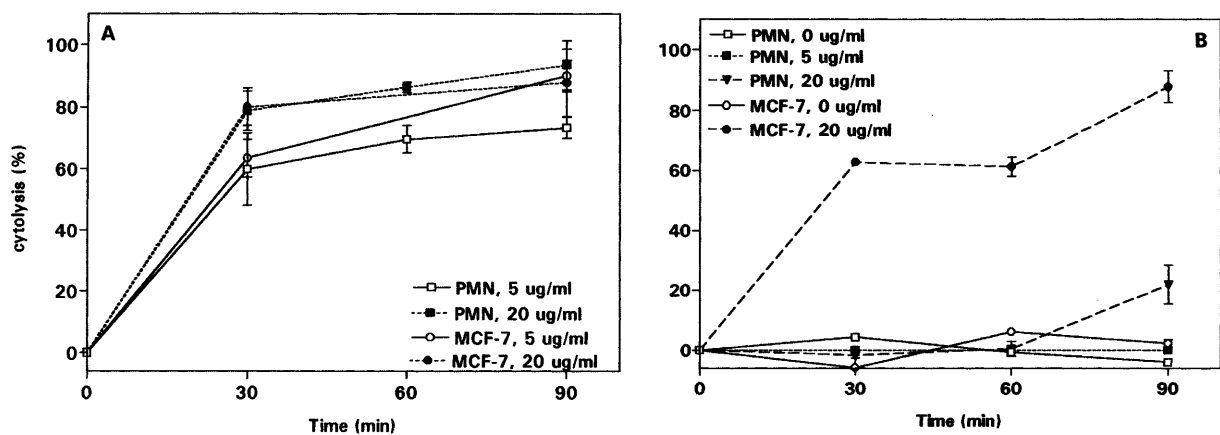 A
100
80
60
40
20
0
cytolysis (%)
PMN, 5 ug/ml
PMN, 20 ug/ml
MCF-7, 5 ug/ml
MCF-7, 20 ug/ml
0 30 60 90
Time (min)
B
PMN, 0 ug/ml
PMN, 5 ug/ml
PMN, 20 ug/ml
MCF-7, 0 ug/ml
MCF-7, 20 ug/ml
100
80
60
40
20
0
0 30 60 90
Time (min)